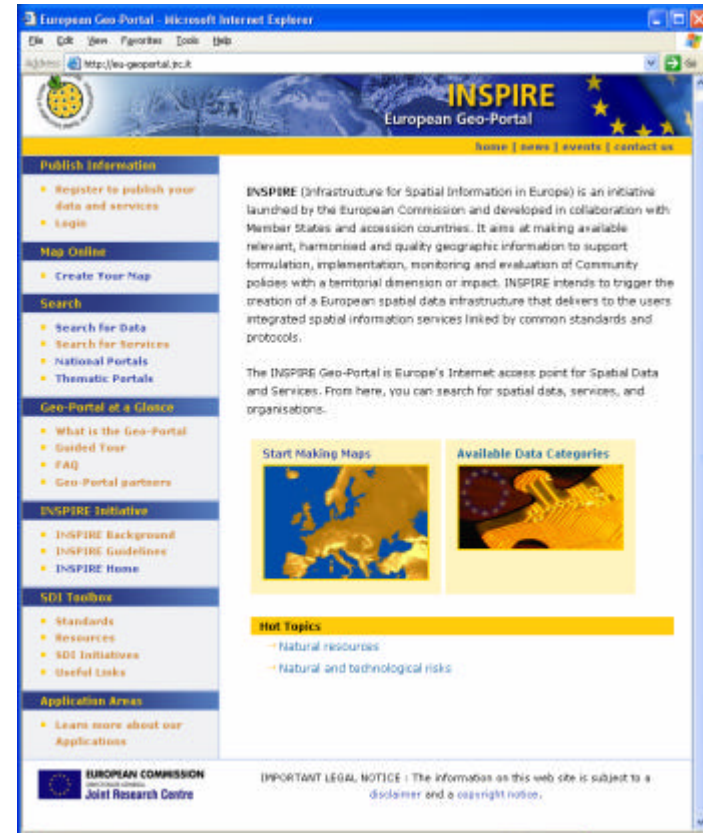 European Geo-Portal - Microsoft Internet Explorer
File Edit View Favorites Tools Help
Address http://eu-geoportal.jrc.it Go
INSPIRE
European Geo-Portal
home | news | events | contact us
Publish Information
Register to publish your
data and services
Login
Map Online
Create Your Map
Search
Search for Data
Search for Services
National Portals
Thematic Portals
Geo-Portal at a Glance
What is the Geo-Portal
Guided Tour
FAQ
Geo-Portal partners
INSPIRE Initiative
INSPIRE Background
INSPIRE Guidelines
INSPIRE Home
SDI Toolbox
Standards
Resources
SDI Initiatives
Useful Links
Application Areas
Learn more about our
Applications
INSPIRE (Infrastructure for Spatial Information in Europe) is an initiative
launched by the European Commission and developed in collaboration with
Member States and accession countries. It aims at making available
relevant, harmonised and quality geographic information to support
formulation, implementation, monitoring and evaluation of Community
policies with a territorial dimension or impact. INSPIRE intends to trigger the
creation of a European spatial data infrastructure that delivers to the users
integrated spatial information services linked by common standards and
protocols.
The INSPIRE Geo-Portal is Europe's Internet access point for Spatial Data
and Services. From here, you can search for spatial data, services, and
organisations.
Start Making Maps
Available Data Categories
Hot Topics
Natural resources
Natural and technological risks
EUROPEAN COMMISSION
Joint Research Centre
IMPORTANT LEGAL NOTICE : The information on this web site is subject to a
disclaimer and a copyright notice.